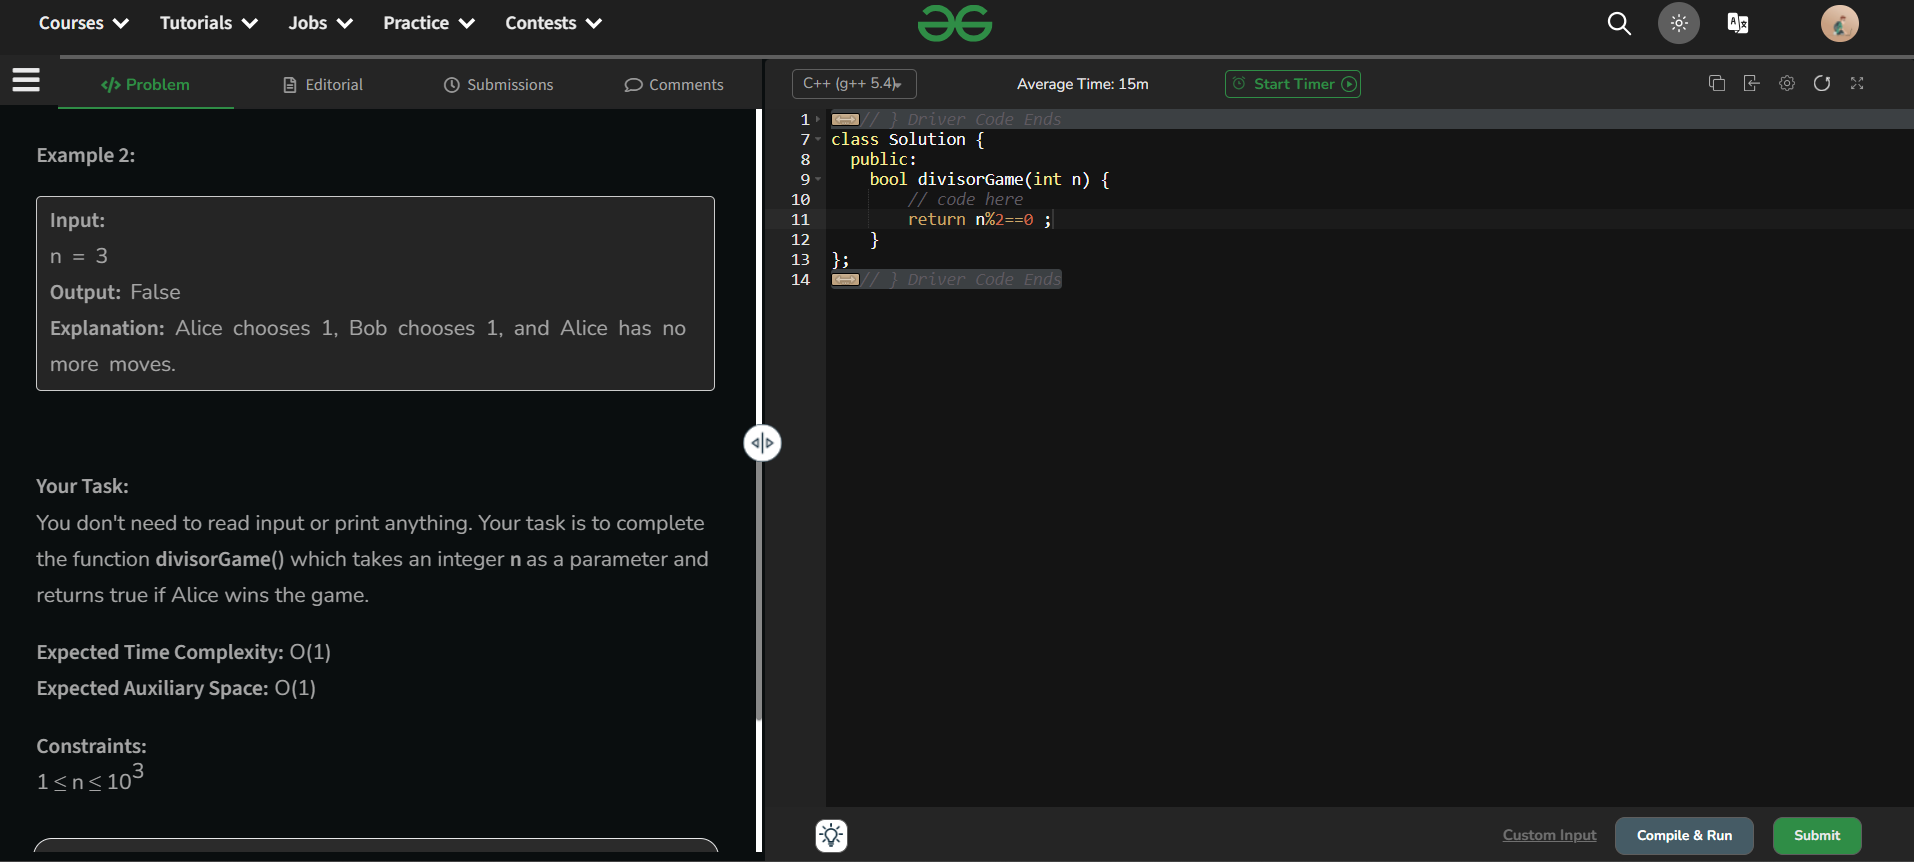 Courses Tutorials Jobs Practice Contests
</> Problem Editorial Submissions Comments
C++ (g++ 5.4) Average Time: 15m Start Timer
Example 2:
Input:
n = 3
Output: False
Explanation: Alice chooses 1, Bob chooses 1, and Alice has no
more moves.
Your Task:
You don't need to read input or print anything. Your task is to complete
the function divisorGame() which takes an integer n as a parameter and
returns true if Alice wins the game.
Expected Time Complexity: O(1)
Expected Auxiliary Space: O(1)
Constraints:
1 ≤ n ≤ 10^3
1 // } Driver Code Ends
7 class Solution {
8 public:
9 bool divisorGame(int n) {
10 // code here
11 return n%2==0 ;
12 }
13 };
14 // } Driver Code Ends
Custom Input Compile & Run Submit